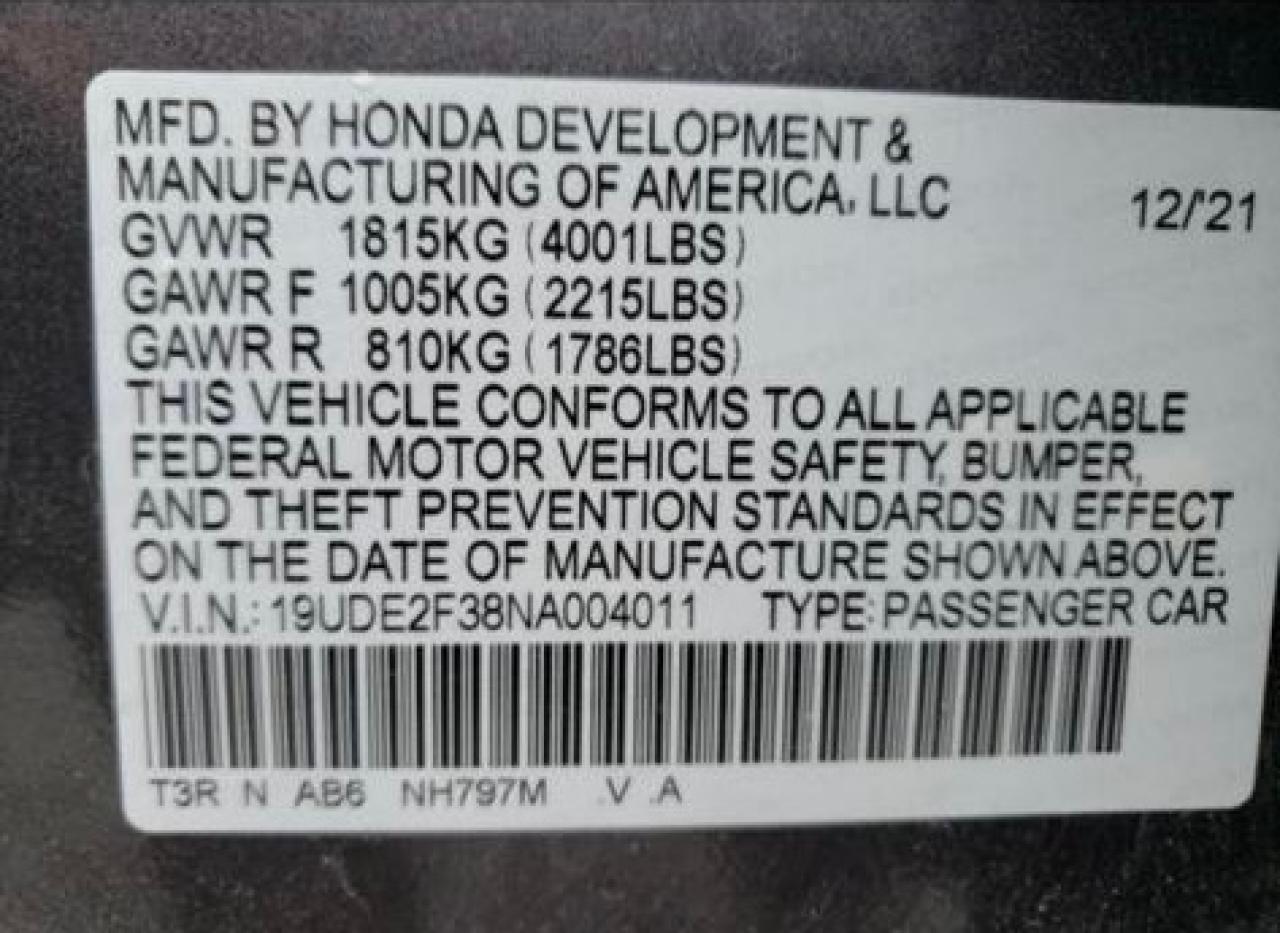 MFD. BY HONDA DEVELOPMENT &
MANUFACTURING OF AMERICA, LLC 12/'21
GVWR 1815KG (4001LBS)
GAWR F 1005KG (2215LBS)
GAWR R 810KG (1786LBS)
THIS VEHICLE CONFORMS TO ALL APPLICABLE
FEDERAL MOTOR VEHICLE SAFETY, BUMPER,
AND THEFT PREVENTION STANDARDS IN EFFECT
ON THE DATE OF MANUFACTURE SHOWN ABOVE.
V.I.N.: 19UDE2F38NA004011 TYPE: PASSENGER CAR
T3R N AB6 NH797M .V .A